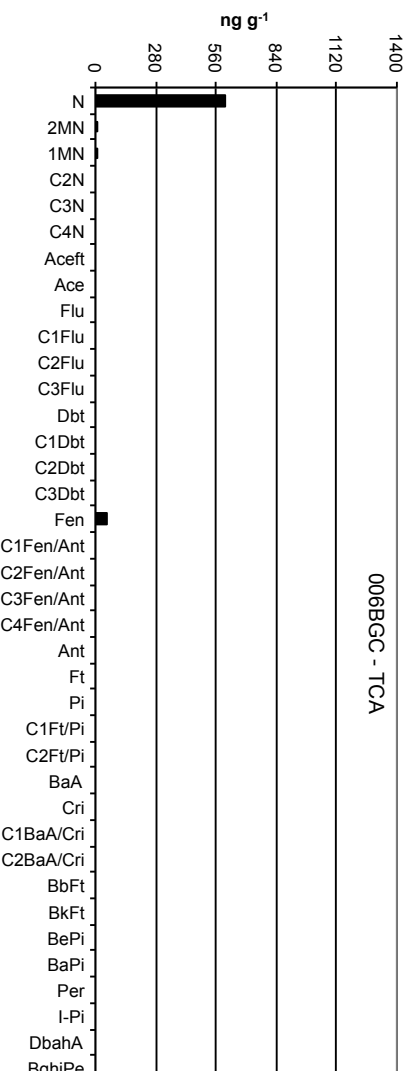 ng g-1
0
280
560
840
1120
1400
N
2MN
1MN
C2N
C3N
C4N
Aceft
Ace
Flu
C1Flu
C2Flu
C3Flu
Dbt
C1Dbt
C2Dbt
C3Dbt
Fen
C1Fen/Ant
C2Fen/Ant
C3Fen/Ant
C4Fen/Ant
Ant
Ft
Pi
C1Ft/Pi
C2Ft/Pi
BaA
Cri
C1BaA/Cri
C2BaA/Cri
BbFt
BkFt
BePi
BaPi
Per
I-Pi
DbahA
BghiPe
006BGC - TCA